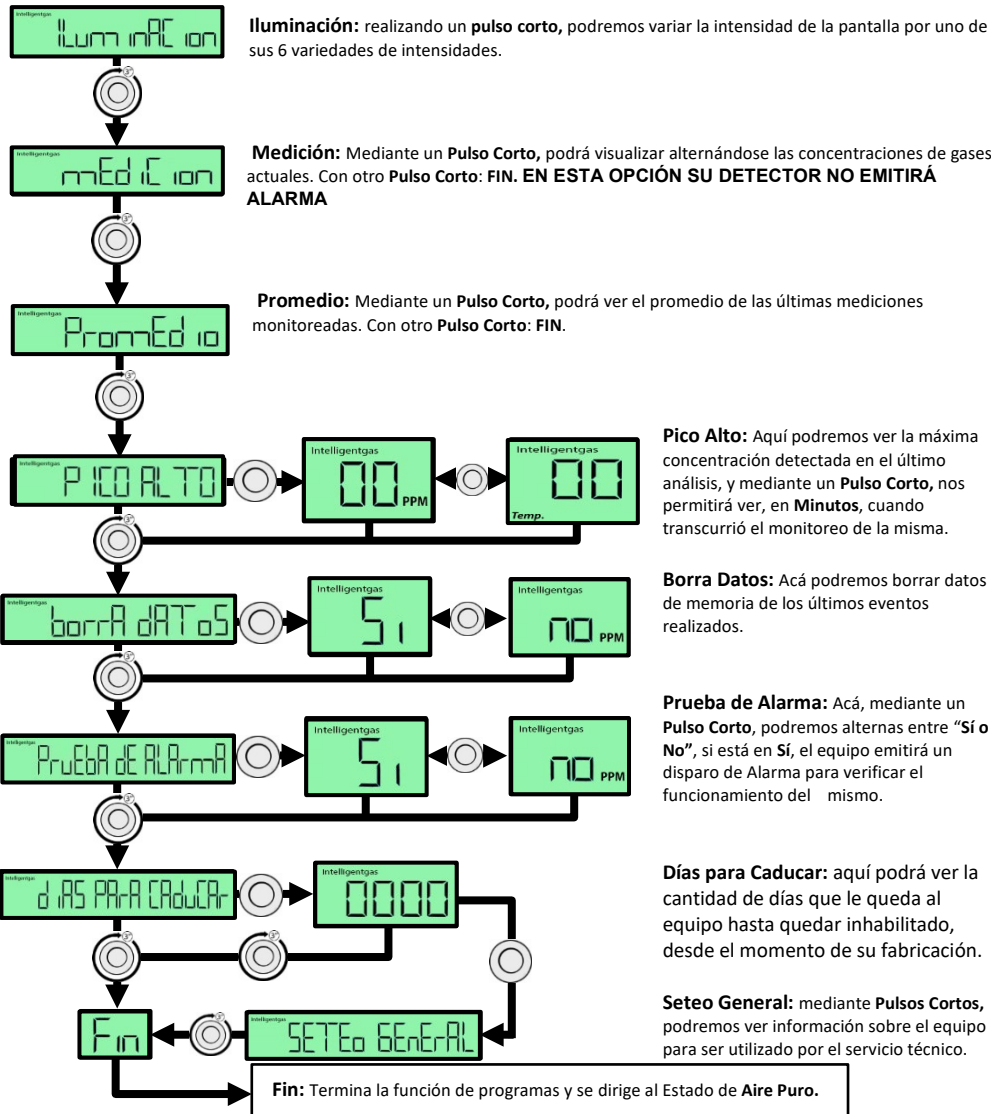 Intelligentgas
ILuminACion
Iluminación: realizando un pulso corto, podremos variar la intensidad de la pantalla por uno de
sus 6 variedades de intensidades.
3"
Intelligentgas
mEdiCion
Medición: Mediante un Pulso Corto, podrá visualizar alternándose las concentraciones de gases
actuales. Con otro Pulso Corto: FIN. EN ESTA OPCIÓN SU DETECTOR NO EMITIRÁ
ALARMA
3"
Intelligentgas
PromEdio
Promedio: Mediante un Pulso Corto, podrá ver el promedio de las últimas mediciones
monitoreadas. Con otro Pulso Corto: FIN.
3"
Intelligentgas
PICO ALTO
Intelligentgas
00 PPM
Intelligentgas
00
Temp.
3"
Pico Alto: Aquí podremos ver la máxima
concentración detectada en el último
análisis, y mediante un Pulso Corto, nos
permitirá ver, en Minutos, cuando
transcurrió el monitoreo de la misma.
Intelligentgas
borrA dAToS
Intelligentgas
Si
Intelligentgas
no PPM
3"
Borra Datos: Acá podremos borrar datos
de memoria de los últimos eventos
realizados.
Intelligentgas
PruEbA dE ALArmA
Intelligentgas
Si
Intelligentgas
no PPM
3"
Prueba de Alarma: Acá, mediante un
Pulso Corto, podremos alternas entre “Sí o
No”, si está en Sí, el equipo emitirá un
disparo de Alarma para verificar el
funcionamiento del mismo.
Intelligentgas
diAS PArA CAduCAr
Intelligentgas
0000
3"
3"
Días para Caducar: aquí podrá ver la
cantidad de días que le queda al
equipo hasta quedar inhabilitado,
desde el momento de su fabricación.
Fin
3"
Intelligentgas
SETEo GEnErAL
Seteo General: mediante Pulsos Cortos,
podremos ver información sobre el equipo
para ser utilizado por el servicio técnico.
Fin: Termina la función de programas y se dirige al Estado de Aire Puro.